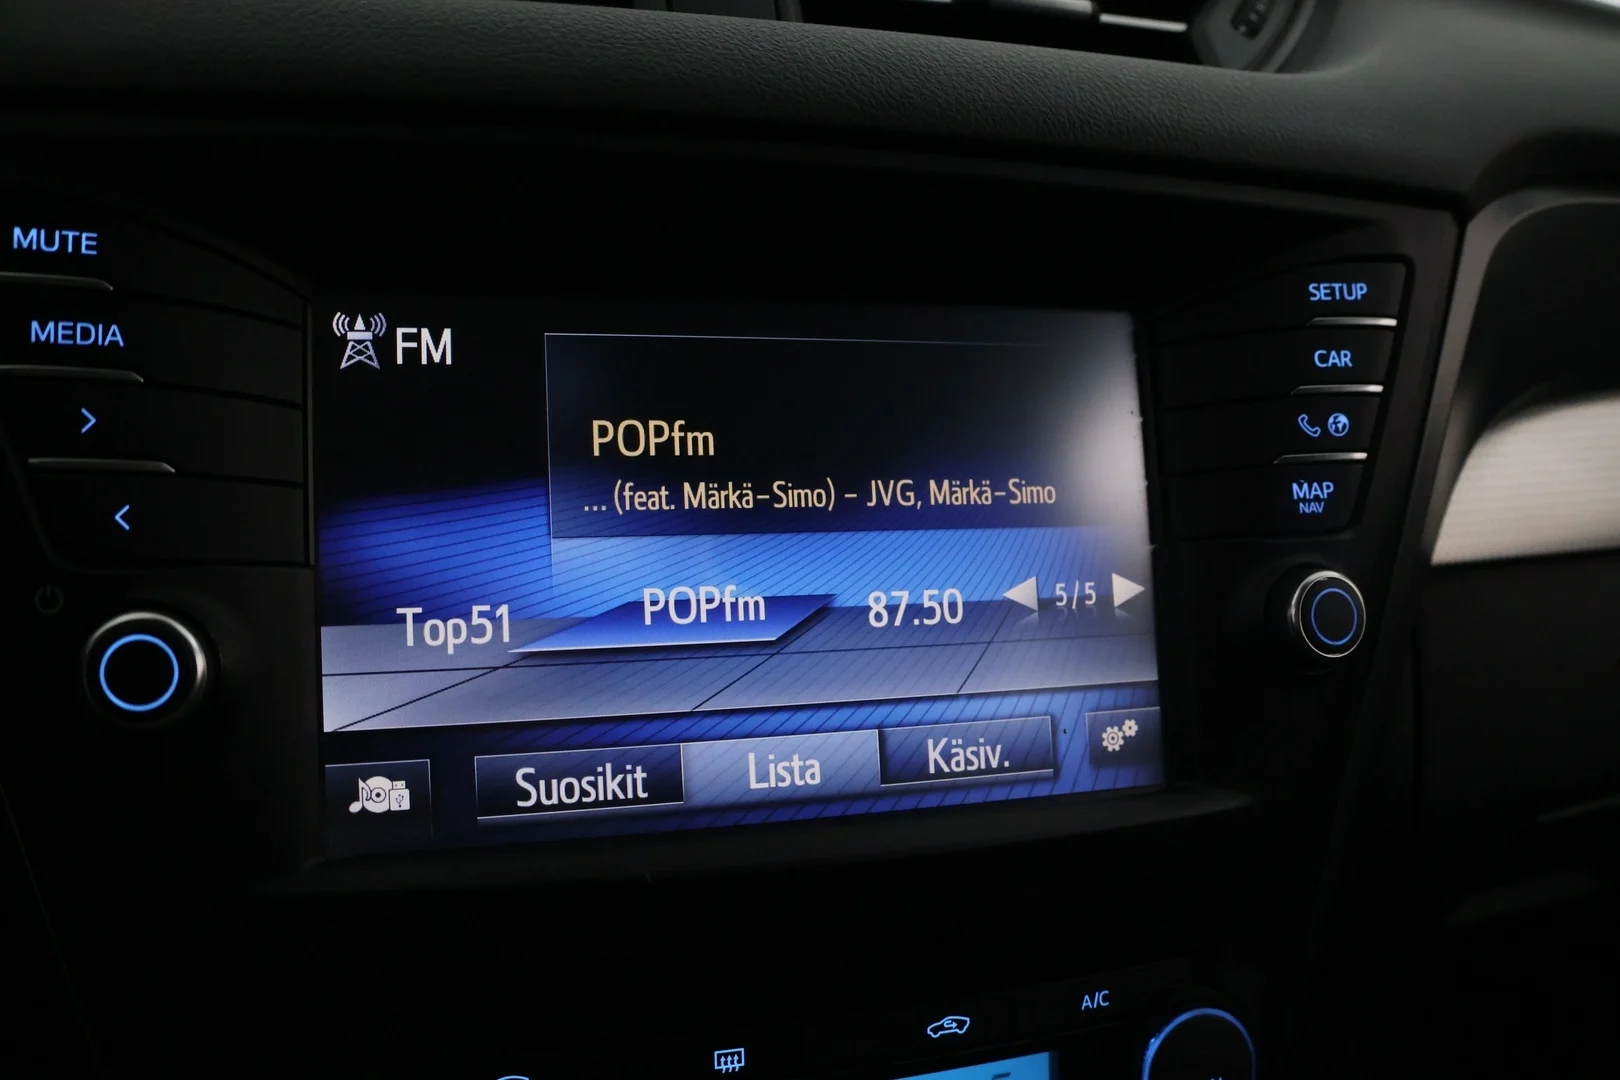 MUTE
MEDIA
FM
POPfm
... (feat. Märkä-Simo) - JVG, Märkä-Simo
Top51
POPfm
87.50
5/5
Suosikit
Lista
Käsiv.
SETUP
CAR
MAP
NAV
A/C